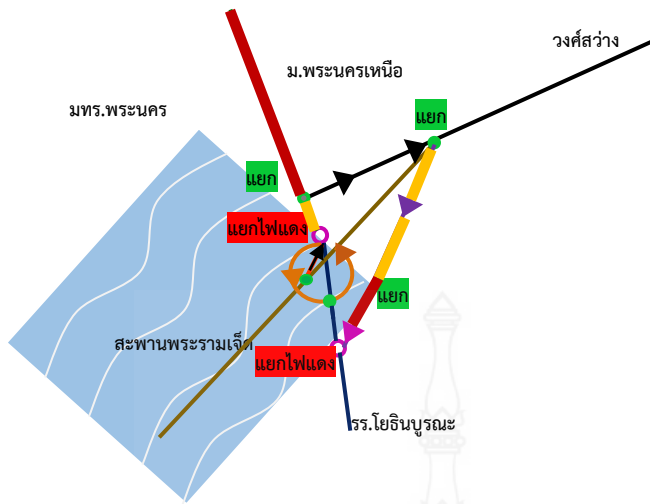 วงศ์สว่าง
ม.พระนครเหนือ
มทร.พระนคร
แยก
แยก
แยกไฟแดง
แยก
สะพานพระรามเจ็ด
แยกไฟแดง
รร.โยธินบูรณะ